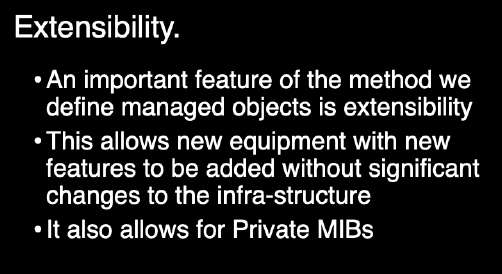 Extensibility.
• An important feature of the method we
define managed objects is extensibility
• This allows new equipment with new
features to be added without significant
changes to the infra-structure
• It also allows for Private MIBs